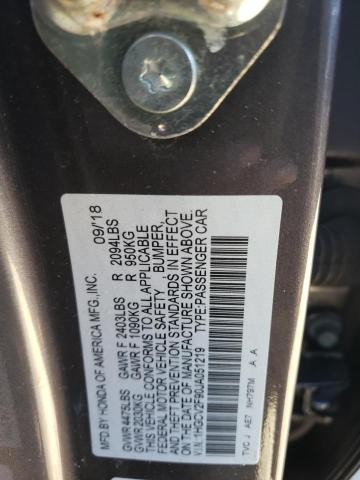 MFD.BY HONDA OF AMERICA MFG.,INC. 09/'18
GVWR 4475LBS GAWR F 2403LBS R 2094LBS
GVWR 2030KG GAWR F 1090KG R 950KG
THIS VEHICLE CONFORMS TO ALL APPLICABLE
FEDERAL MOTOR VEHICLE SAFETY BUMPER,
AND THEFT PREVENTION STANDARDS IN EFFECT
ON THE DATE OF MANUFACTURE SHOWN ABOVE.
V.I.N.:1HGCV2F90JA051219 TYPE:PASSENGER CAR
TVC J AE7 NH797M A A